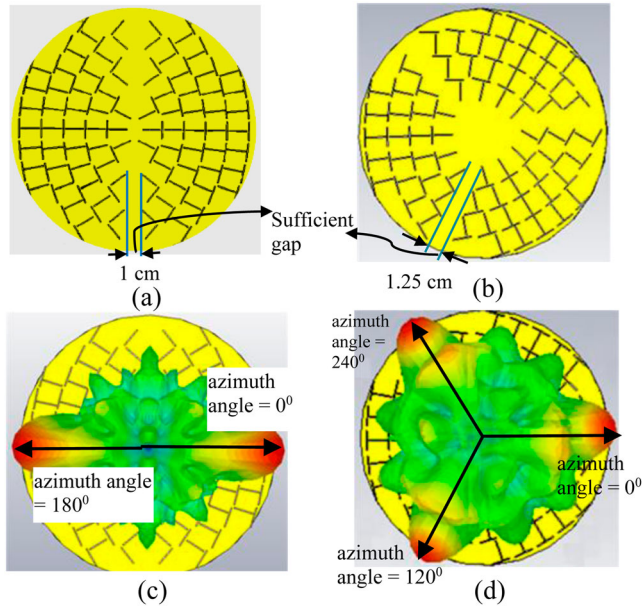 Sufficient
gap
1 cm
1.25 cm
(a)
(b)
azimuth
angle = 0⁰
azimuth angle
= 180⁰
azimuth
angle =
240⁰
azimuth
angle = 0⁰
azimuth
angle = 120⁰
(c)
(d)